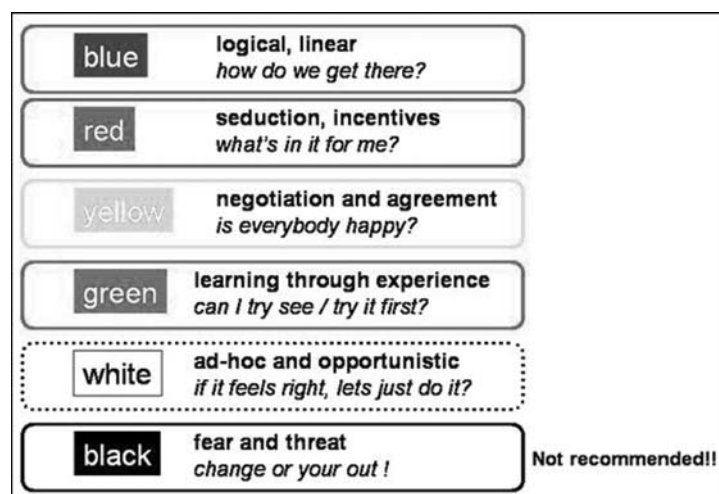 blue
logical, linear
how do we get there?
red
seduction, incentives
what's in it for me?
yellow
negotiation and agreement
is everybody happy?
green
learning through experience
can I try see / try it first?
white
ad-hoc and opportunistic
if it feels right, lets just do it?
black
fear and threat
change or your out !
Not recommended!!